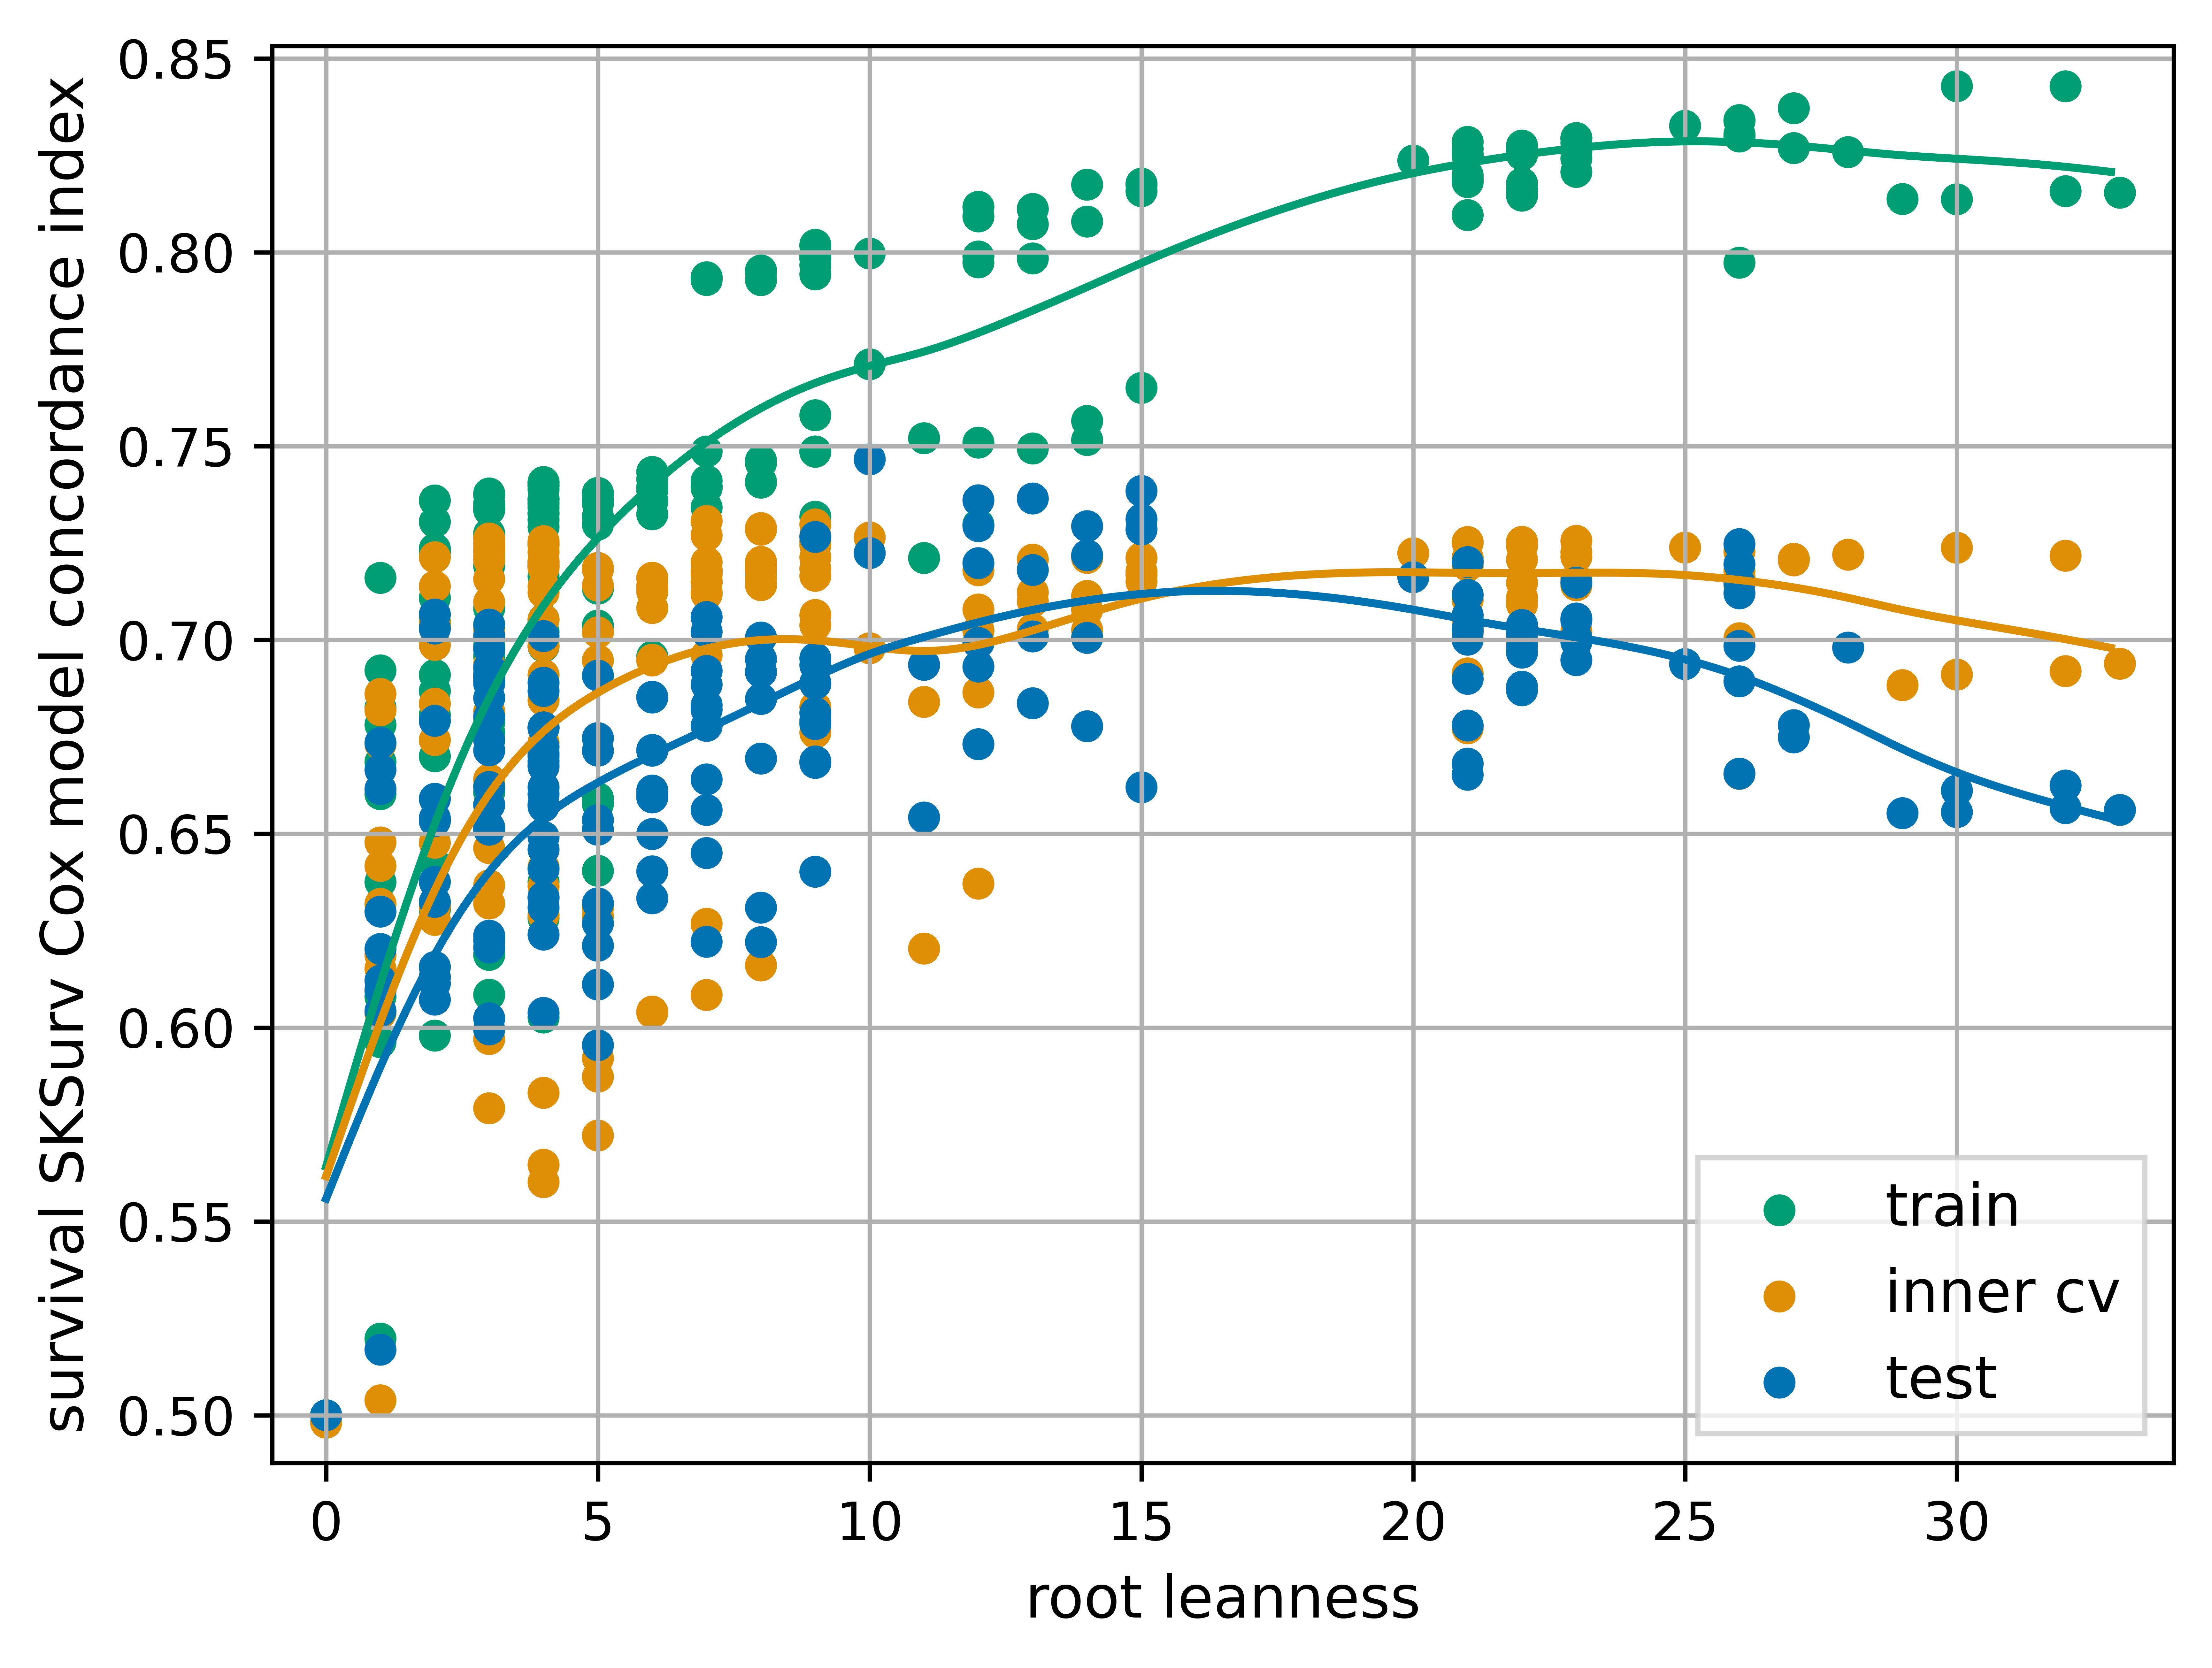 survival SKSurv Cox model concordance index
0.85
0.80
0.75
0.70
0.65
0.60
0.55
0.50
0 5 10 15 20 25 30
root leanness
train
inner cv
test